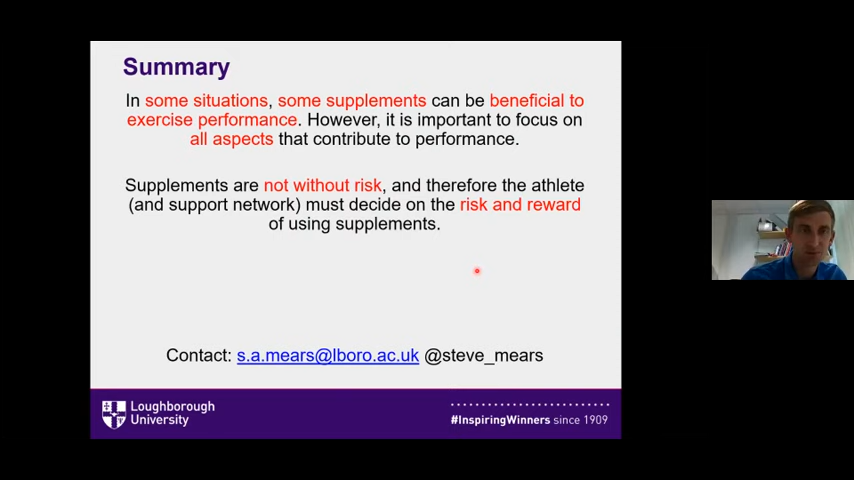 Summary
In some situations, some supplements can be beneficial to
exercise performance. However, it is important to focus on
all aspects that contribute to performance.
Supplements are not without risk, and therefore the athlete
(and support network) must decide on the risk and reward
of using supplements.
Contact: s.a.mears@lboro.ac.uk @steve_mears
Loughborough
University
#InspiringWinners since 1909